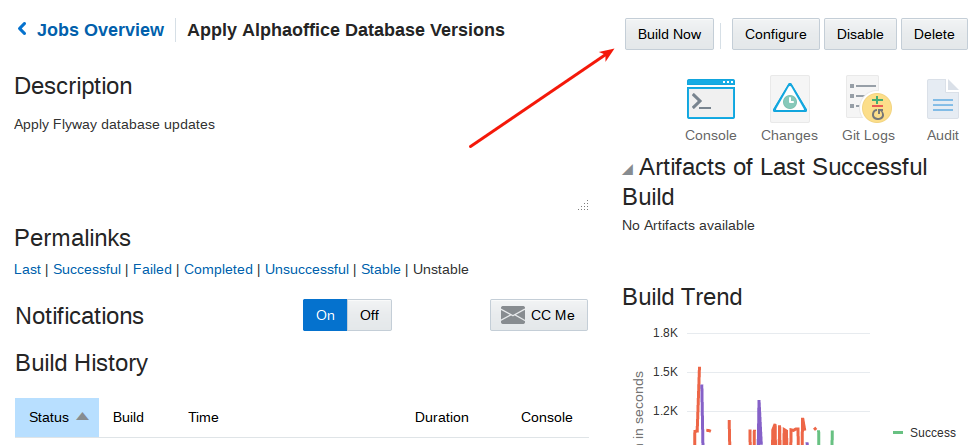 Jobs Overview
Apply Alphaoffice Database Versions
Build Now
Configure
Disable
Delete
Description
Apply Flyway database updates
Console
Changes
Git Logs
Audit
Artifacts of Last Successful
Build
No Artifacts available
Permalinks
Last | Successful | Failed | Completed | Unsuccessful | Stable | Unstable
Notifications
On
Off
CC Me
Build History
Status
Build
Time
Duration
Console
Build Trend
1.8K
1.5K
1.2K
in seconds
Success